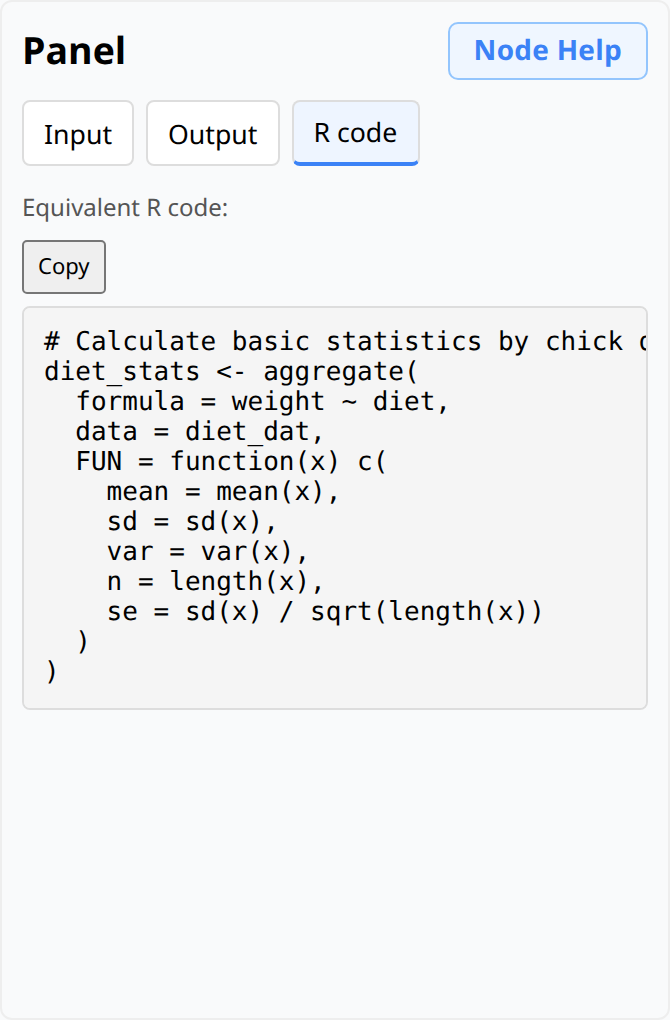 Panel
Node Help
Input
Output
R code
Equivalent R code:
Copy
# Calculate basic statistics by chick
diet_stats <- aggregate(
  formula = weight ~ diet,
  data = diet_dat,
  FUN = function(x) c(
    mean = mean(x),
    sd = sd(x),
    var = var(x),
    n = length(x),
    se = sd(x) / sqrt(length(x))
  )
)